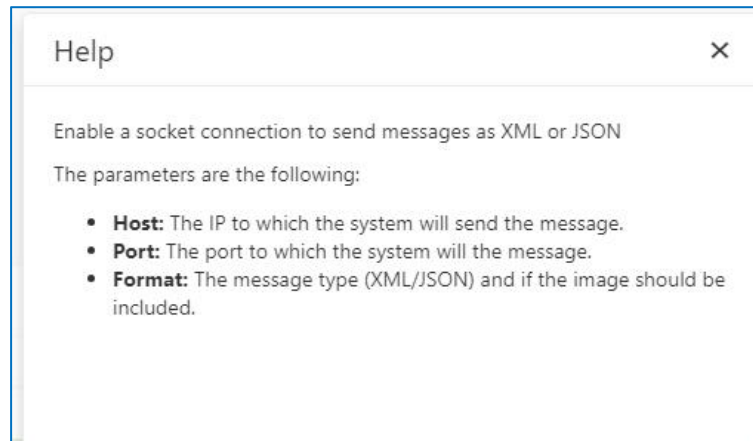 Help
Enable a socket connection to send messages as XML or JSON
The parameters are the following:
Host: The IP to which the system will send the message.
Port: The port to which the system will the message.
Format: The message type (XML/JSON) and if the image should be
included.